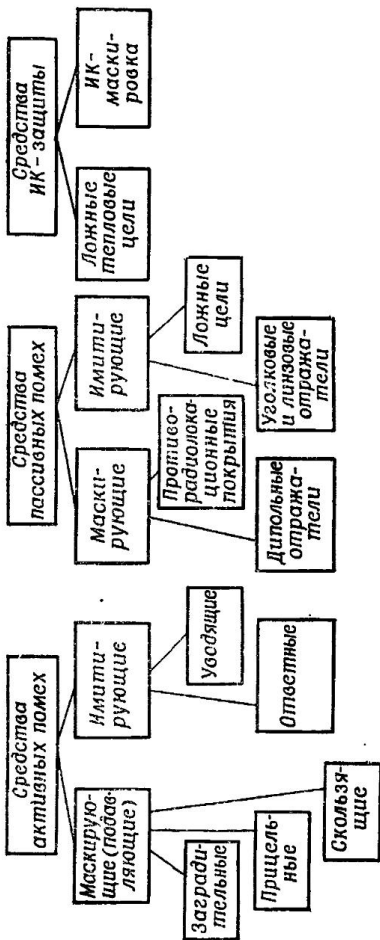 Средства
активных помех
Маскирую-
щие (подав-
ляющие)
Имити-
рующие
Заградитель-
ные
Прицель-
ные
Скользя-
щие
Уводящие
Ответные
Средства
пассивных помех
Маски-
рующие
Имити-
рующие
Противо-
радиолока-
ционные
покрытия
Дипольные
отража-
тели
Ложные
цели
Уголковые
и линзовые
отража-
тели
Средства
ИК-защиты
Ложные
тепловые
цели
ИК-
маски-
ровка